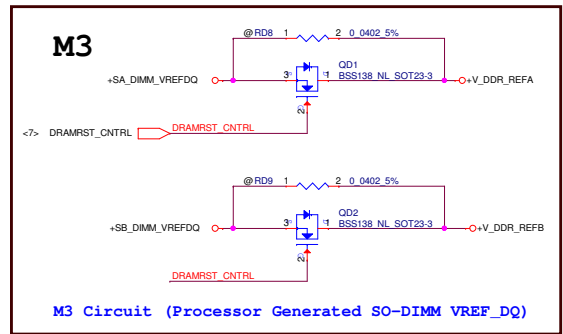 M3
@ RD8 1 2 0_0402_5%
QD1
+SA_DIMM_VREFDQ 3 1 BSS138_NL_SOT23-3 +V_DDR_REFA
2
<7> DRAMRST_CNTRL DRAMRST_CNTRL
@ RD9 1 2 0_0402_5%
QD2
+SB_DIMM_VREFDQ 3 1 BSS138_NL_SOT23-3 +V_DDR_REFB
2
DRAMRST_CNTRL
M3 Circuit (Processor Generated SO-DIMM VREF_DQ)